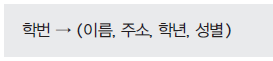 학번 → (이름, 주소, 학년, 성별)